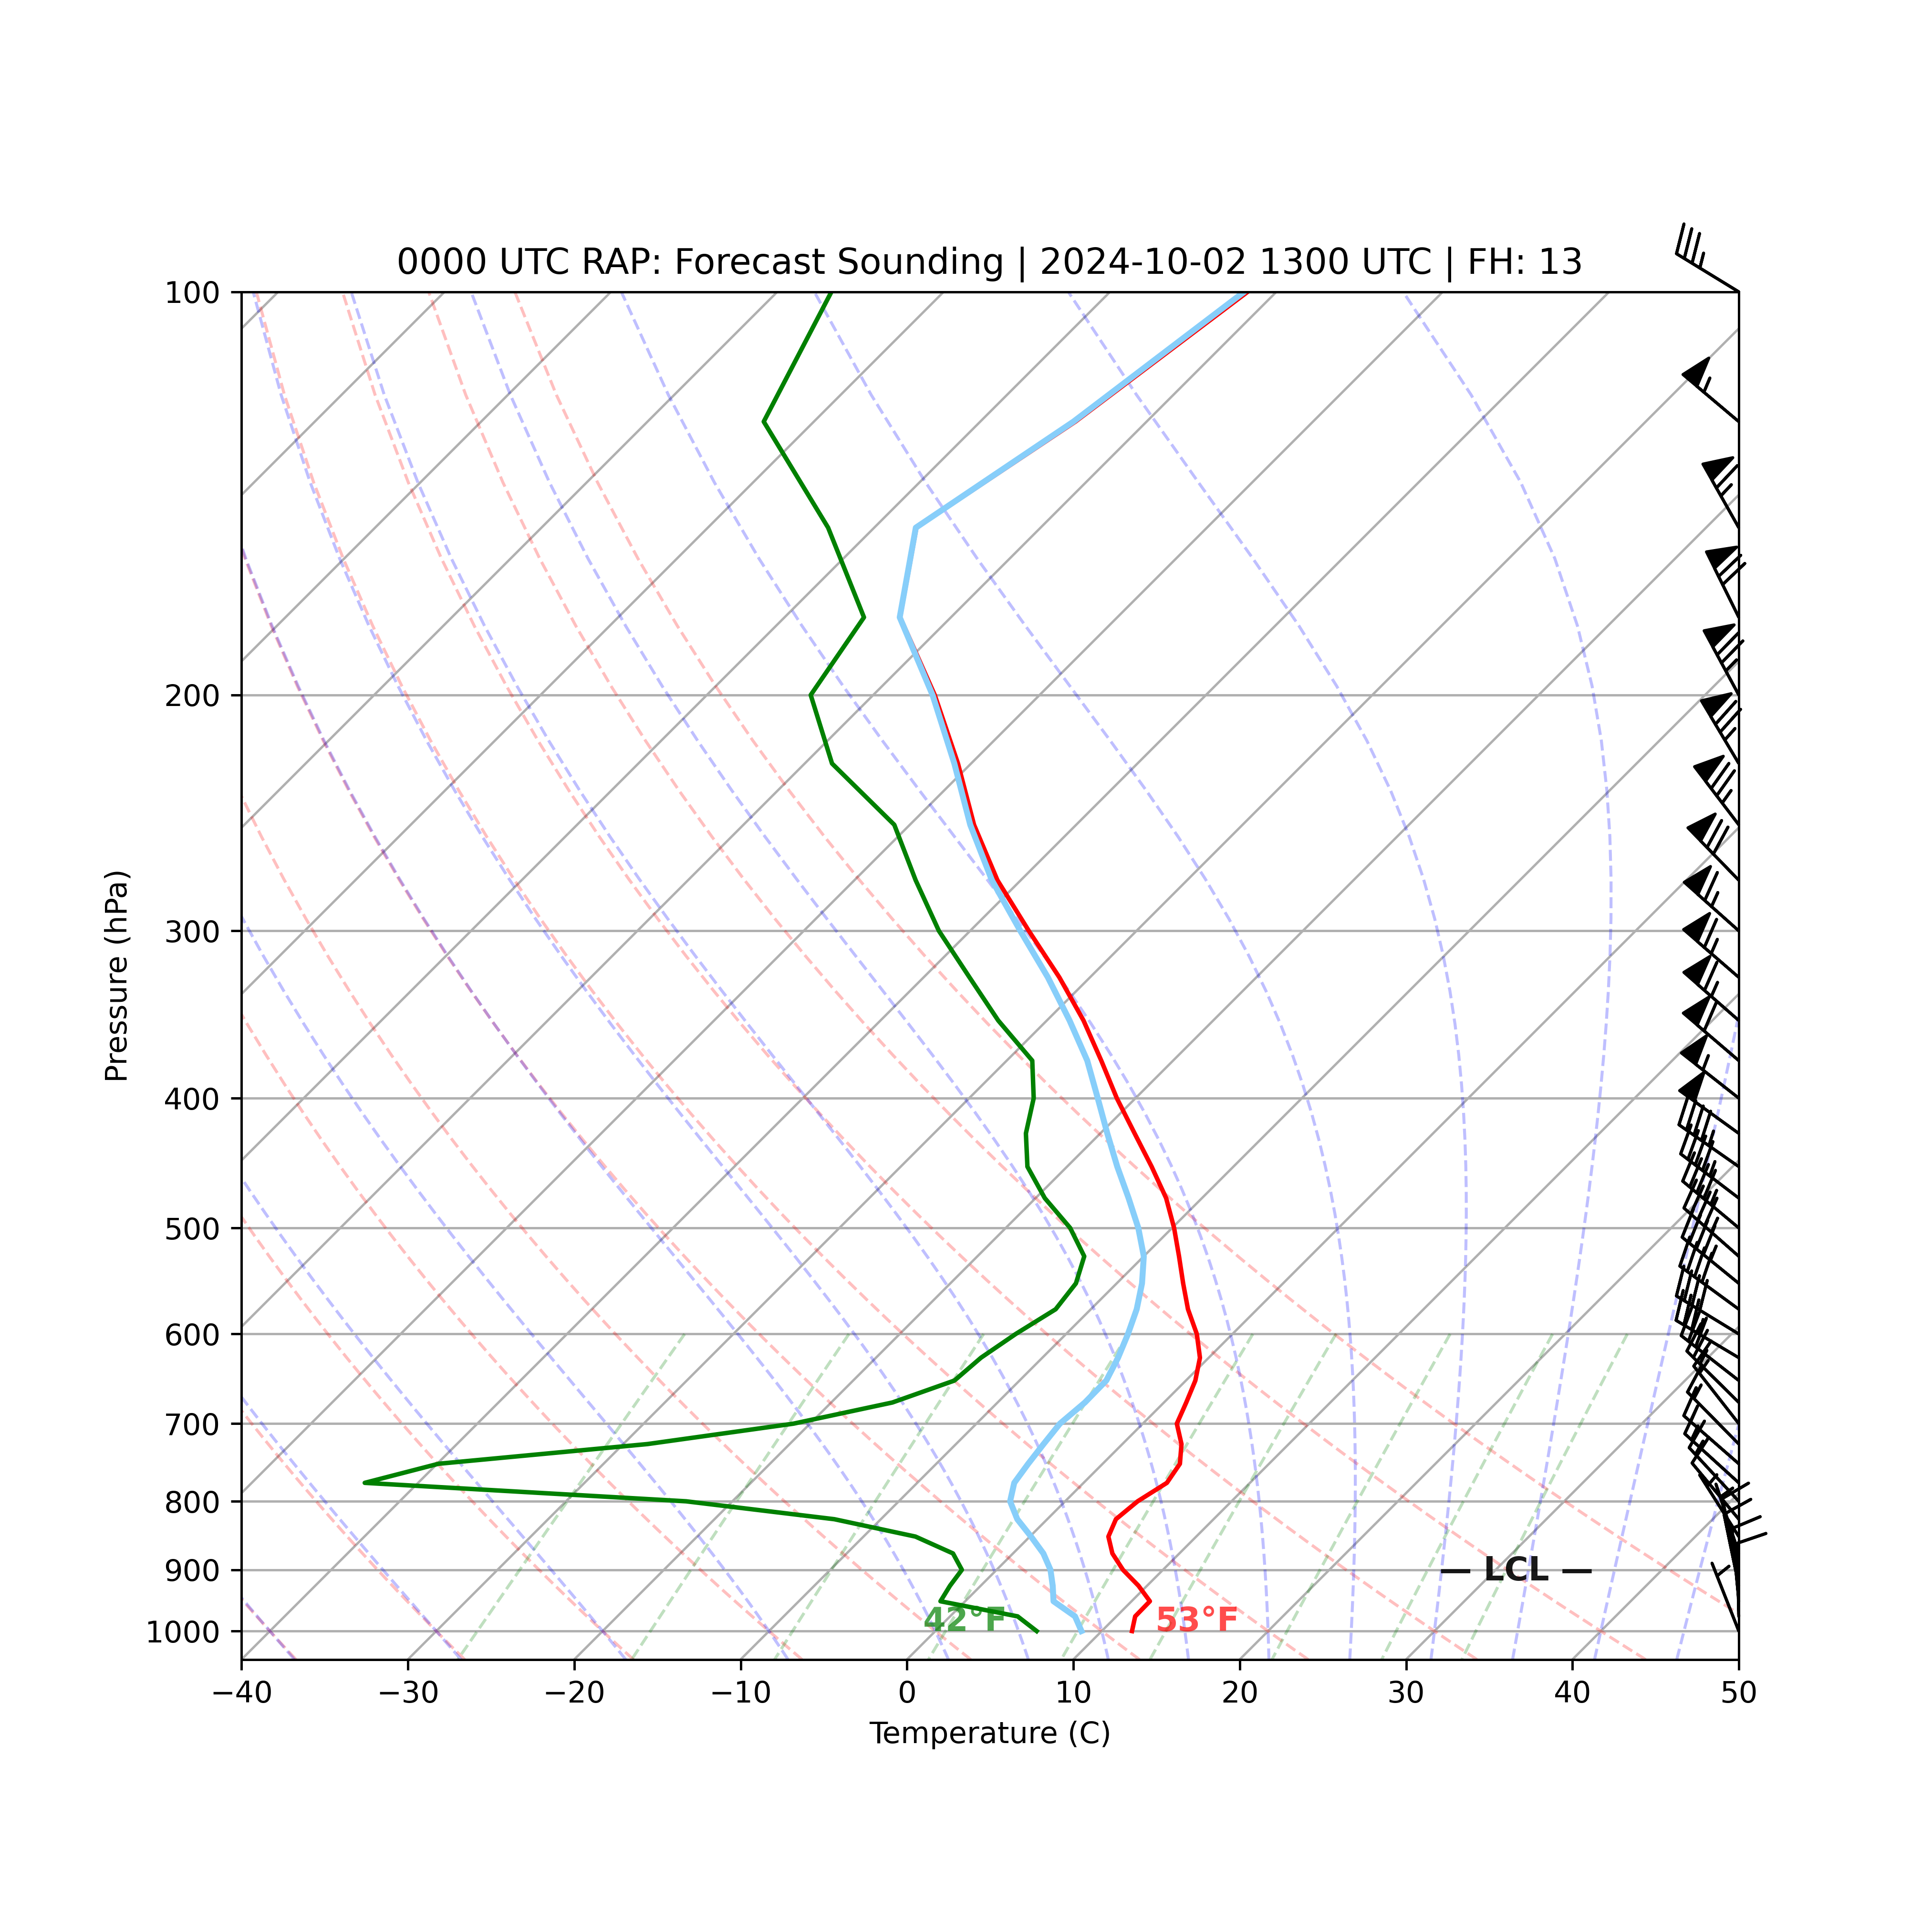 0000 UTC RAP: Forecast Sounding | 2024-10-02 1300 UTC | FH: 13
100
200
300
400
500
600
700
800
900
1000
Pressure (hPa)
— LCL —
42°F
53°F
−40 −30 −20 −10 0 10 20 30 40 50
Temperature (C)